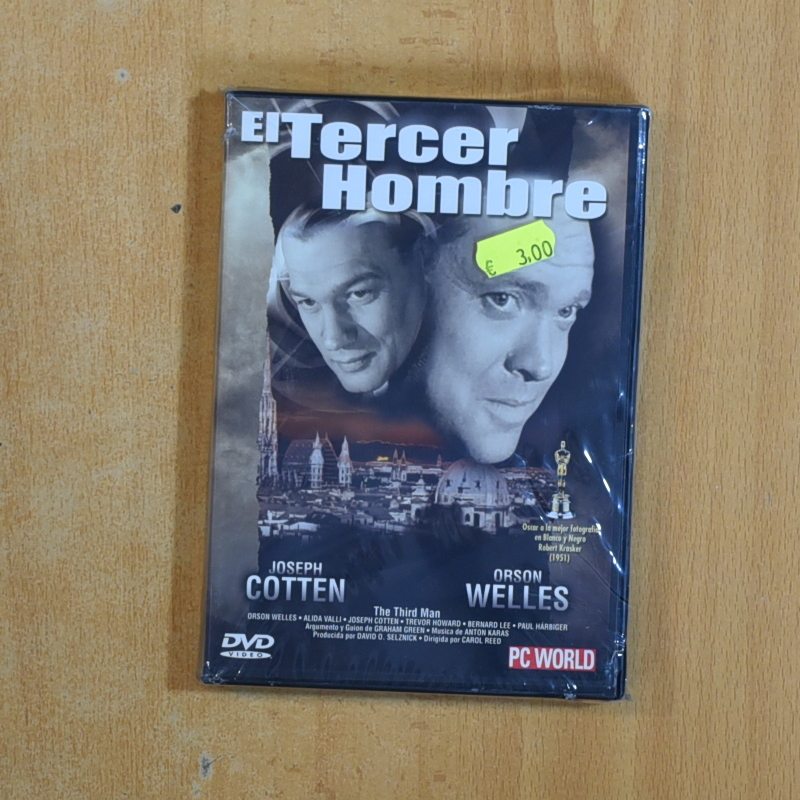 El Tercer
Hombre
€ 3.00
Oscar a la mejor fotografía
en Blanco y Negro
Robert Krasker
(1951)
JOSEPH
COTTEN
ORSON
WELLES
The Third Man
ORSON WELLES • ALIDA VALLI • JOSEPH COTTEN • TREVOR HOWARD • BERNARD LEE • PAUL HÄRBIGER
Argumento y Guion de GRAHAM GREEN • Musica de ANTON KARAS
Producida por DAVID O. SELZNICK • Dirigida por CAROL REED
DVD
VIDEO
PC WORLD